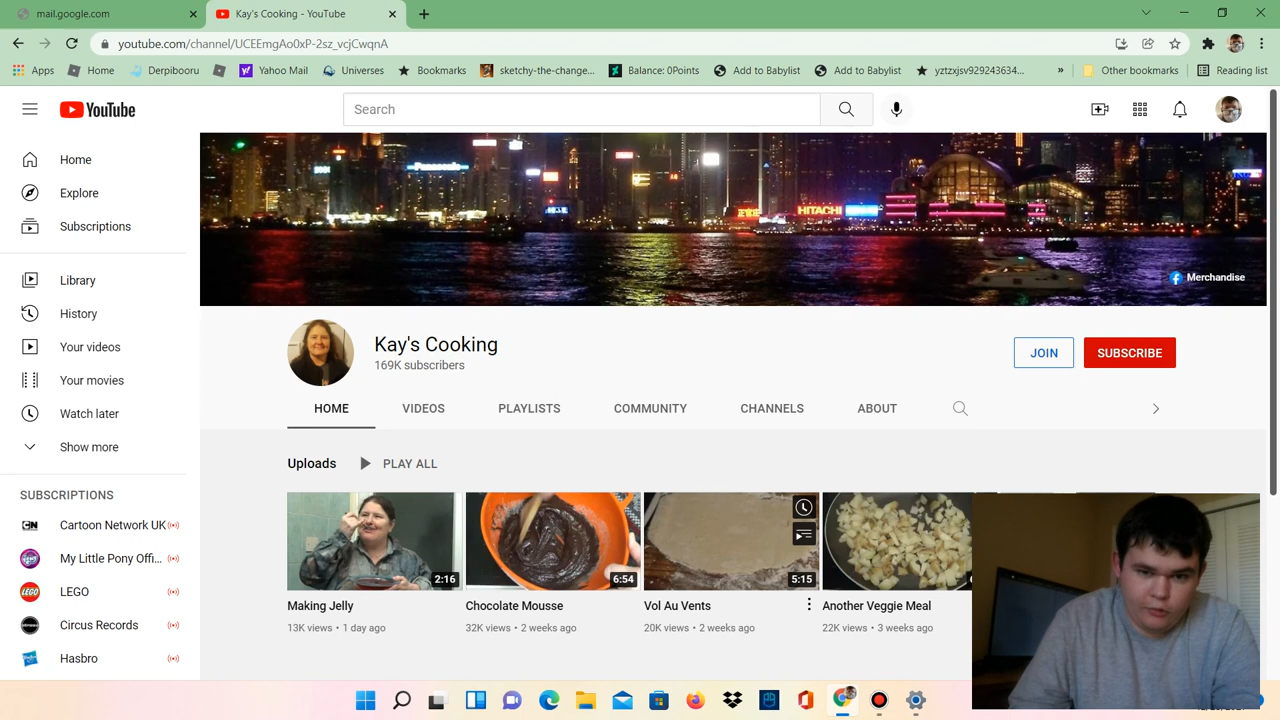 mail.google.com
Kay's Cooking - YouTube
youtube.com/channel/UCEEmgAo0xP-2sz_vcjCwqnA
Apps
Home
Derpibooru
Yahoo Mail
Universes
Bookmarks
sketchy-the-change...
Balance: 0Points
Add to Babylist
Add to Babylist
yztzxjsv929243634...
»
Other bookmarks
Reading list
YouTube
Search
Panasonic
HITACHI
Merchandise
Home
Explore
Subscriptions
Library
History
Your videos
Your movies
Watch later
Show more
SUBSCRIPTIONS
CN Cartoon Network UK
My Little Pony Offi...
LEGO LEGO
Circus Records
Hasbro
Kay's Cooking
169K subscribers
JOIN
SUBSCRIBE
HOME
VIDEOS
PLAYLISTS
COMMUNITY
CHANNELS
ABOUT
Uploads
PLAY ALL
2:16
6:54
5:15
Making Jelly
Chocolate Mousse
Vol Au Vents
Another Veggie Meal
13K views • 1 day ago
32K views • 2 weeks ago
20K views • 2 weeks ago
22K views • 3 weeks ago